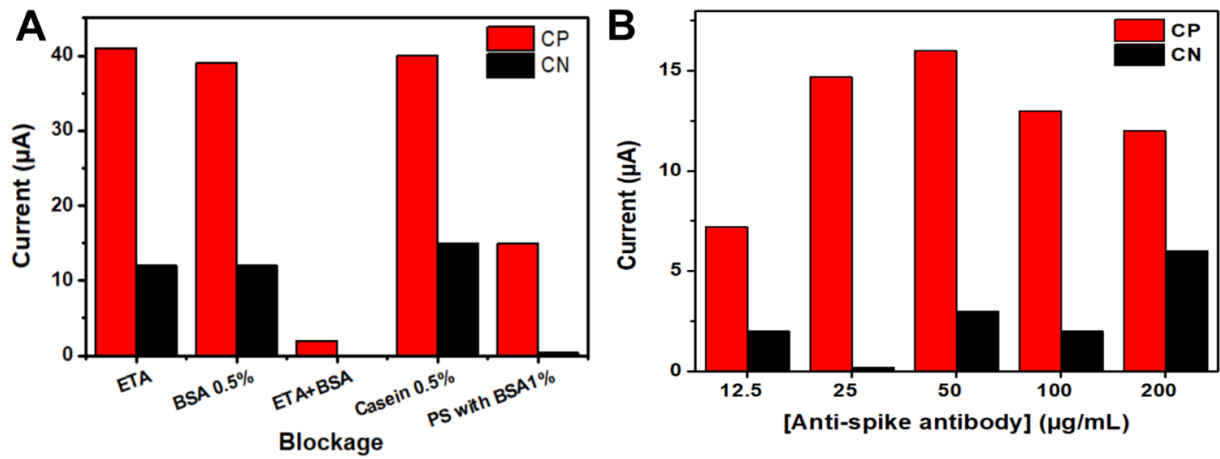 A
CP
CN
Current (µA)
40
30
20
10
0
ETA
BSA 0.5%
ETA+BSA
Casein 0.5%
PS with BSA1%
Blockage
B
CP
CN
Current (µA)
15
10
5
0
12.5
25
50
100
200
[Anti-spike antibody] (µg/mL)